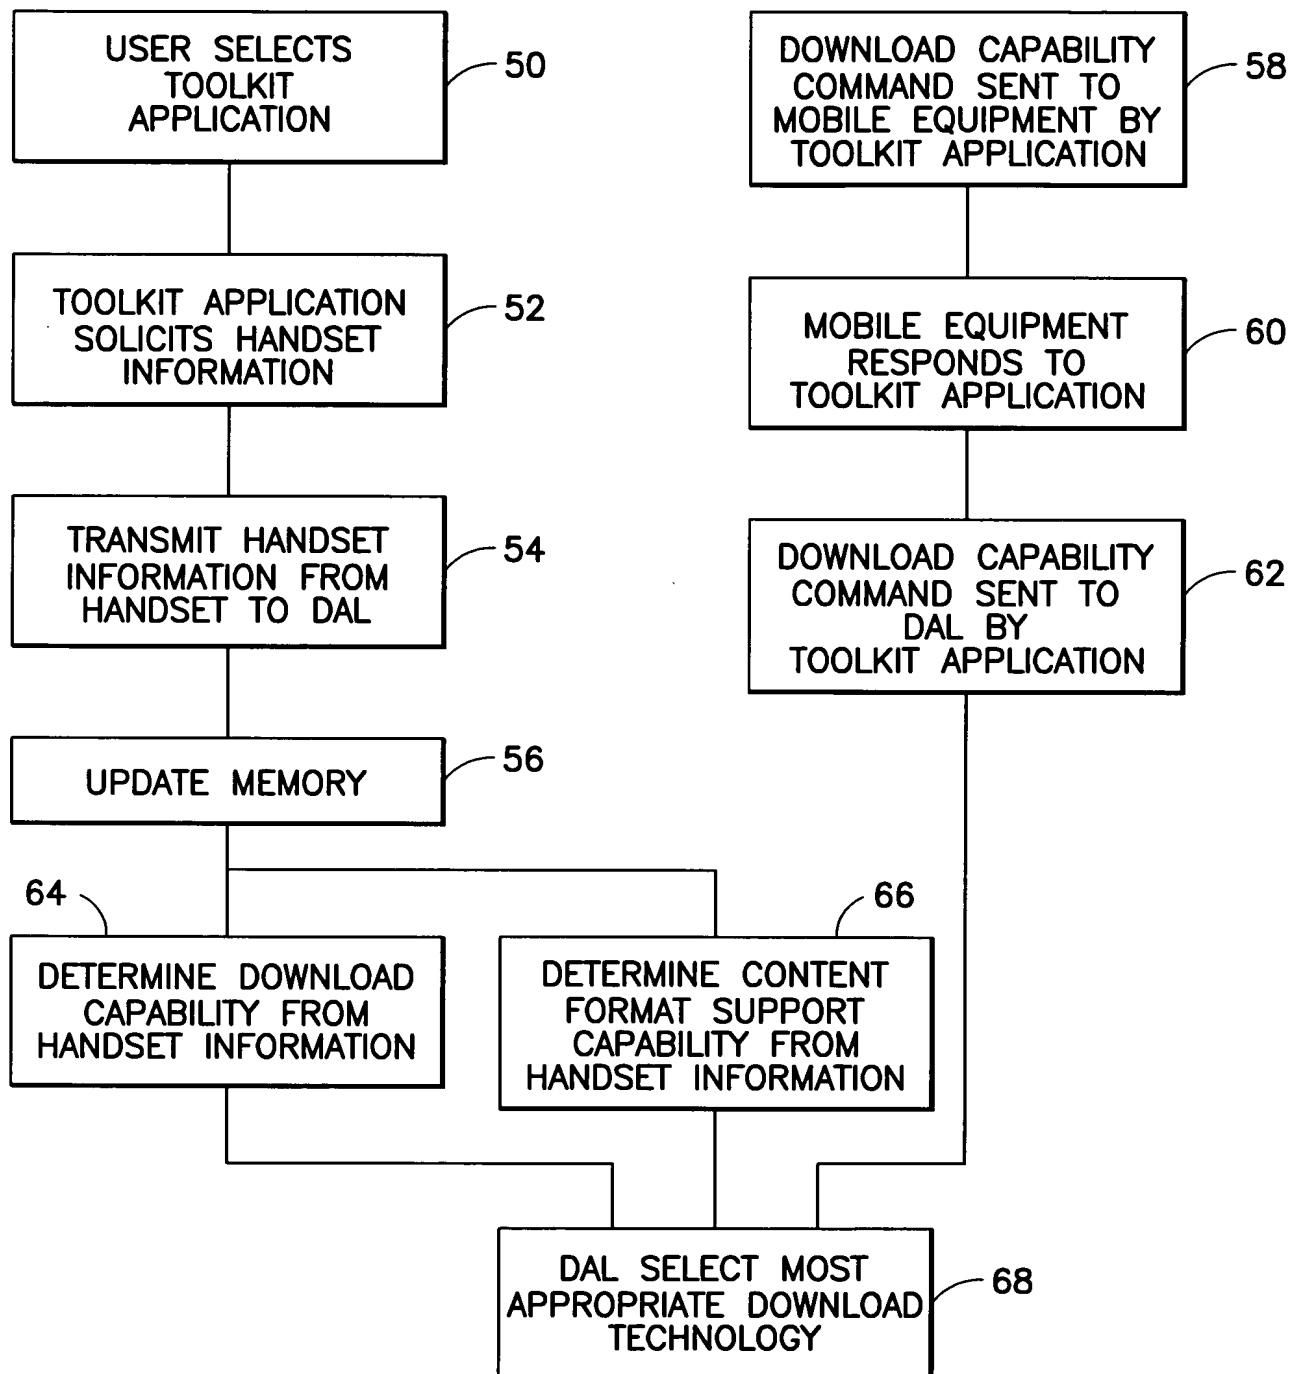 USER SELECTS
TOOLKIT
APPLICATION
50
TOOLKIT APPLICATION
SOLICITS HANDSET
INFORMATION
52
TRANSMIT HANDSET
INFORMATION FROM
HANDSET TO DAL
54
UPDATE MEMORY
56
DOWNLOAD CAPABILITY
COMMAND SENT TO
MOBILE EQUIPMENT BY
TOOLKIT APPLICATION
58
MOBILE EQUIPMENT
RESPONDS TO
TOOLKIT APPLICATION
60
DOWNLOAD CAPABILITY
COMMAND SENT TO
DAL BY
TOOLKIT APPLICATION
62
64
DETERMINE DOWNLOAD
CAPABILITY FROM
HANDSET INFORMATION
66
DETERMINE CONTENT
FORMAT SUPPORT
CAPABILITY FROM
HANDSET INFORMATION
DAL SELECT MOST
APPROPRIATE DOWNLOAD
TECHNOLOGY
68